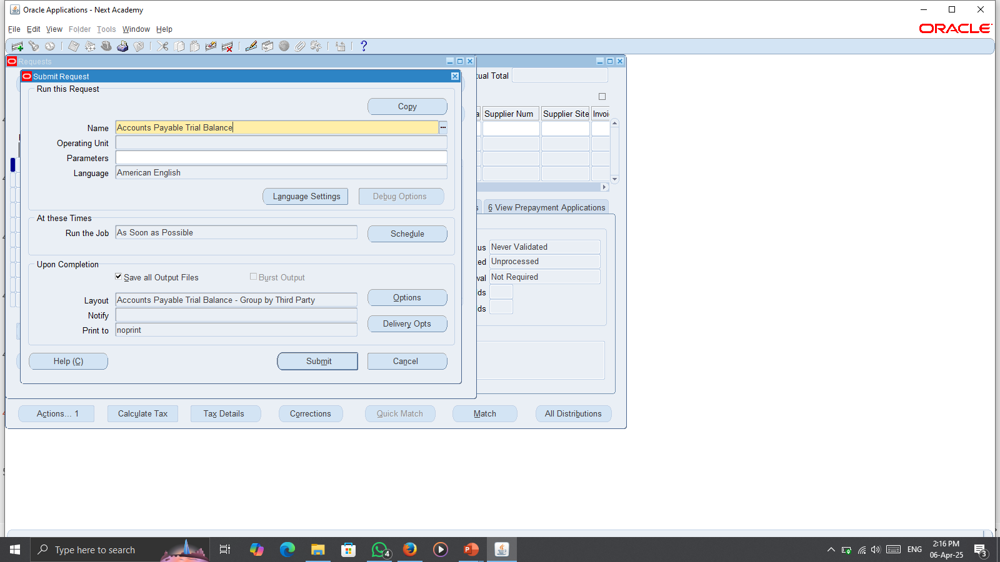 Oracle Applications - Next Academy
File Edit View Folder Tools Window Help
ORACLE
Requests
Submit Request
Run this Request
Copy
Name Accounts Payable Trial Balance
Operating Unit
Parameters
Language American English
Language Settings Debug Options
At these Times
Run the Job As Soon as Possible
Schedule
Upon Completion
Save all Output Files Burst Output
Layout Accounts Payable Trial Balance - Group by Third Party
Options
Notify
Delivery Opts
Print to noprint
Help (C) Submit Cancel
tual Total
Supplier Num Supplier Site Invoi
6 View Prepayment Applications
us Never Validated
ed Unprocessed
val Not Required
ds
ds
Actions... 1 Calculate Tax Tax Details Corrections Quick Match Match All Distributions
Type here to search
4
ENG
2:16 PM
06-Apr-25
3